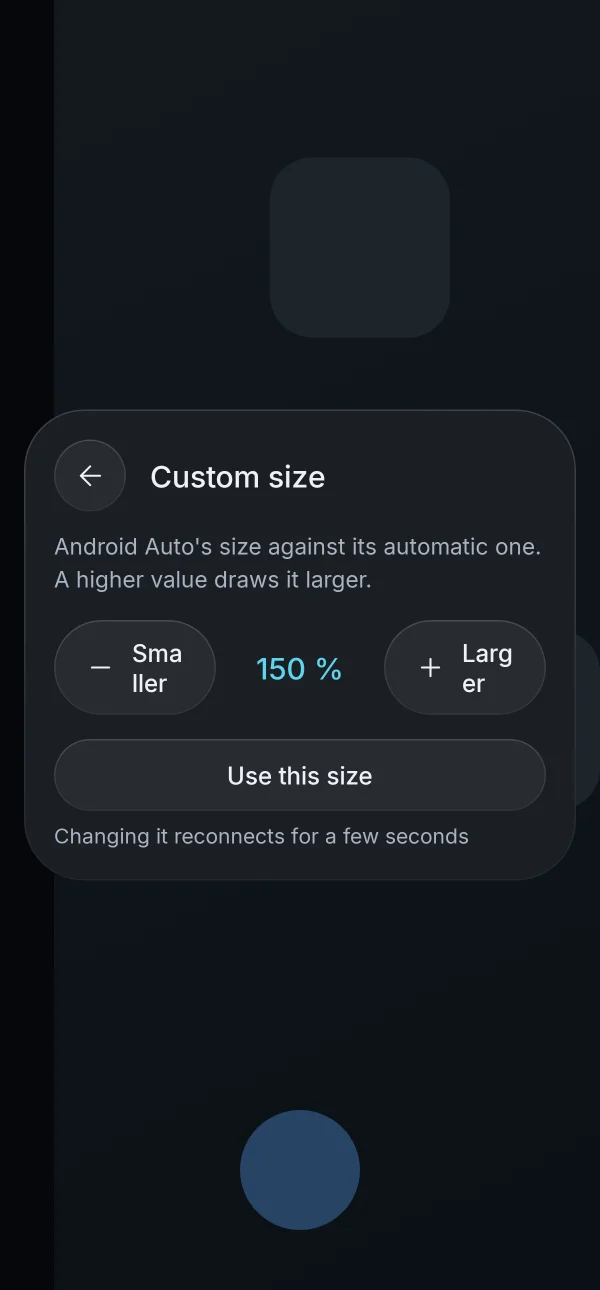 Custom size
Android Auto's size against its automatic one.
A higher value draws it larger.
Sma
ller
150 %
Larg
er
Use this size
Changing it reconnects for a few seconds